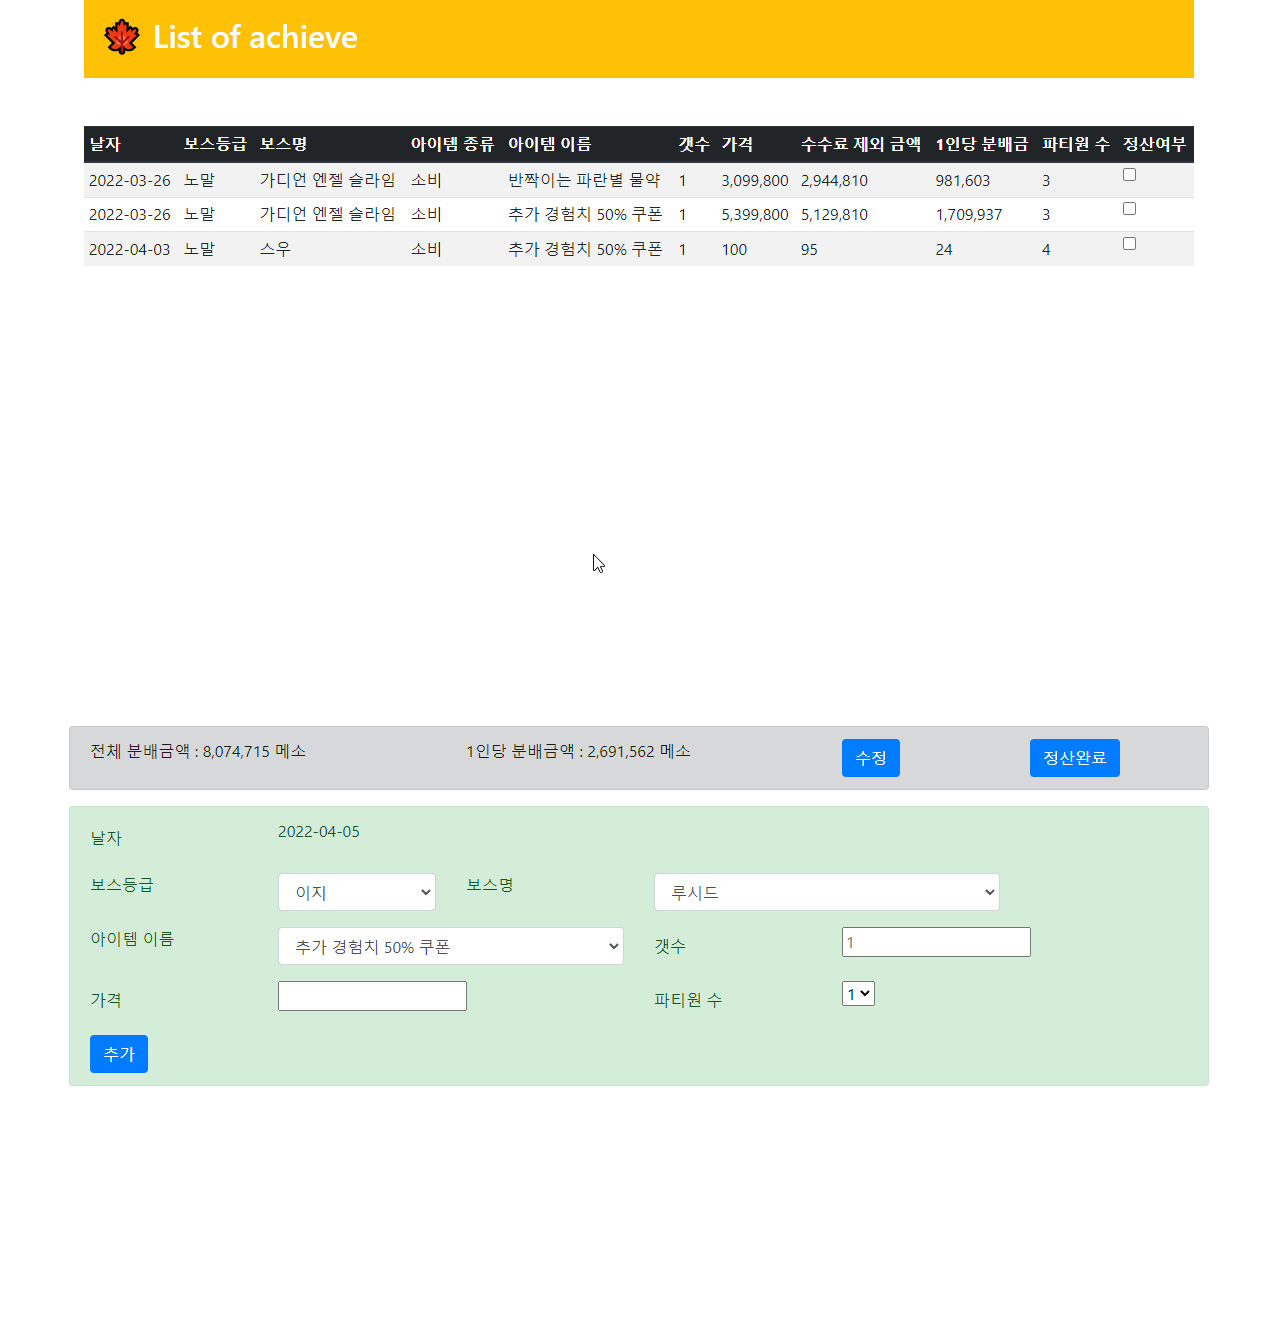 List of achieve
날자 보스등급 보스명 아이템 종류 아이템 이름 갯수 가격 수수료 제외 금액 1인당 분배금 파티원 수 정산여부
2022-03-26 노말 가디언 엔젤 슬라임 소비 반짝이는 파란별 물약 1 3,099,800 2,944,810 981,603 3
2022-03-26 노말 가디언 엔젤 슬라임 소비 추가 경험치 50% 쿠폰 1 5,399,800 5,129,810 1,709,937 3
2022-04-03 노말 스우 소비 추가 경험치 50% 쿠폰 1 100 95 24 4
전체 분배금액 : 8,074,715 메소 1인당 분배금액 : 2,691,562 메소 수정 정산완료
날자 2022-04-05
보스등급 이지 보스명 루시드
아이템 이름 추가 경험치 50% 쿠폰 갯수 1
가격 파티원 수 1
추가